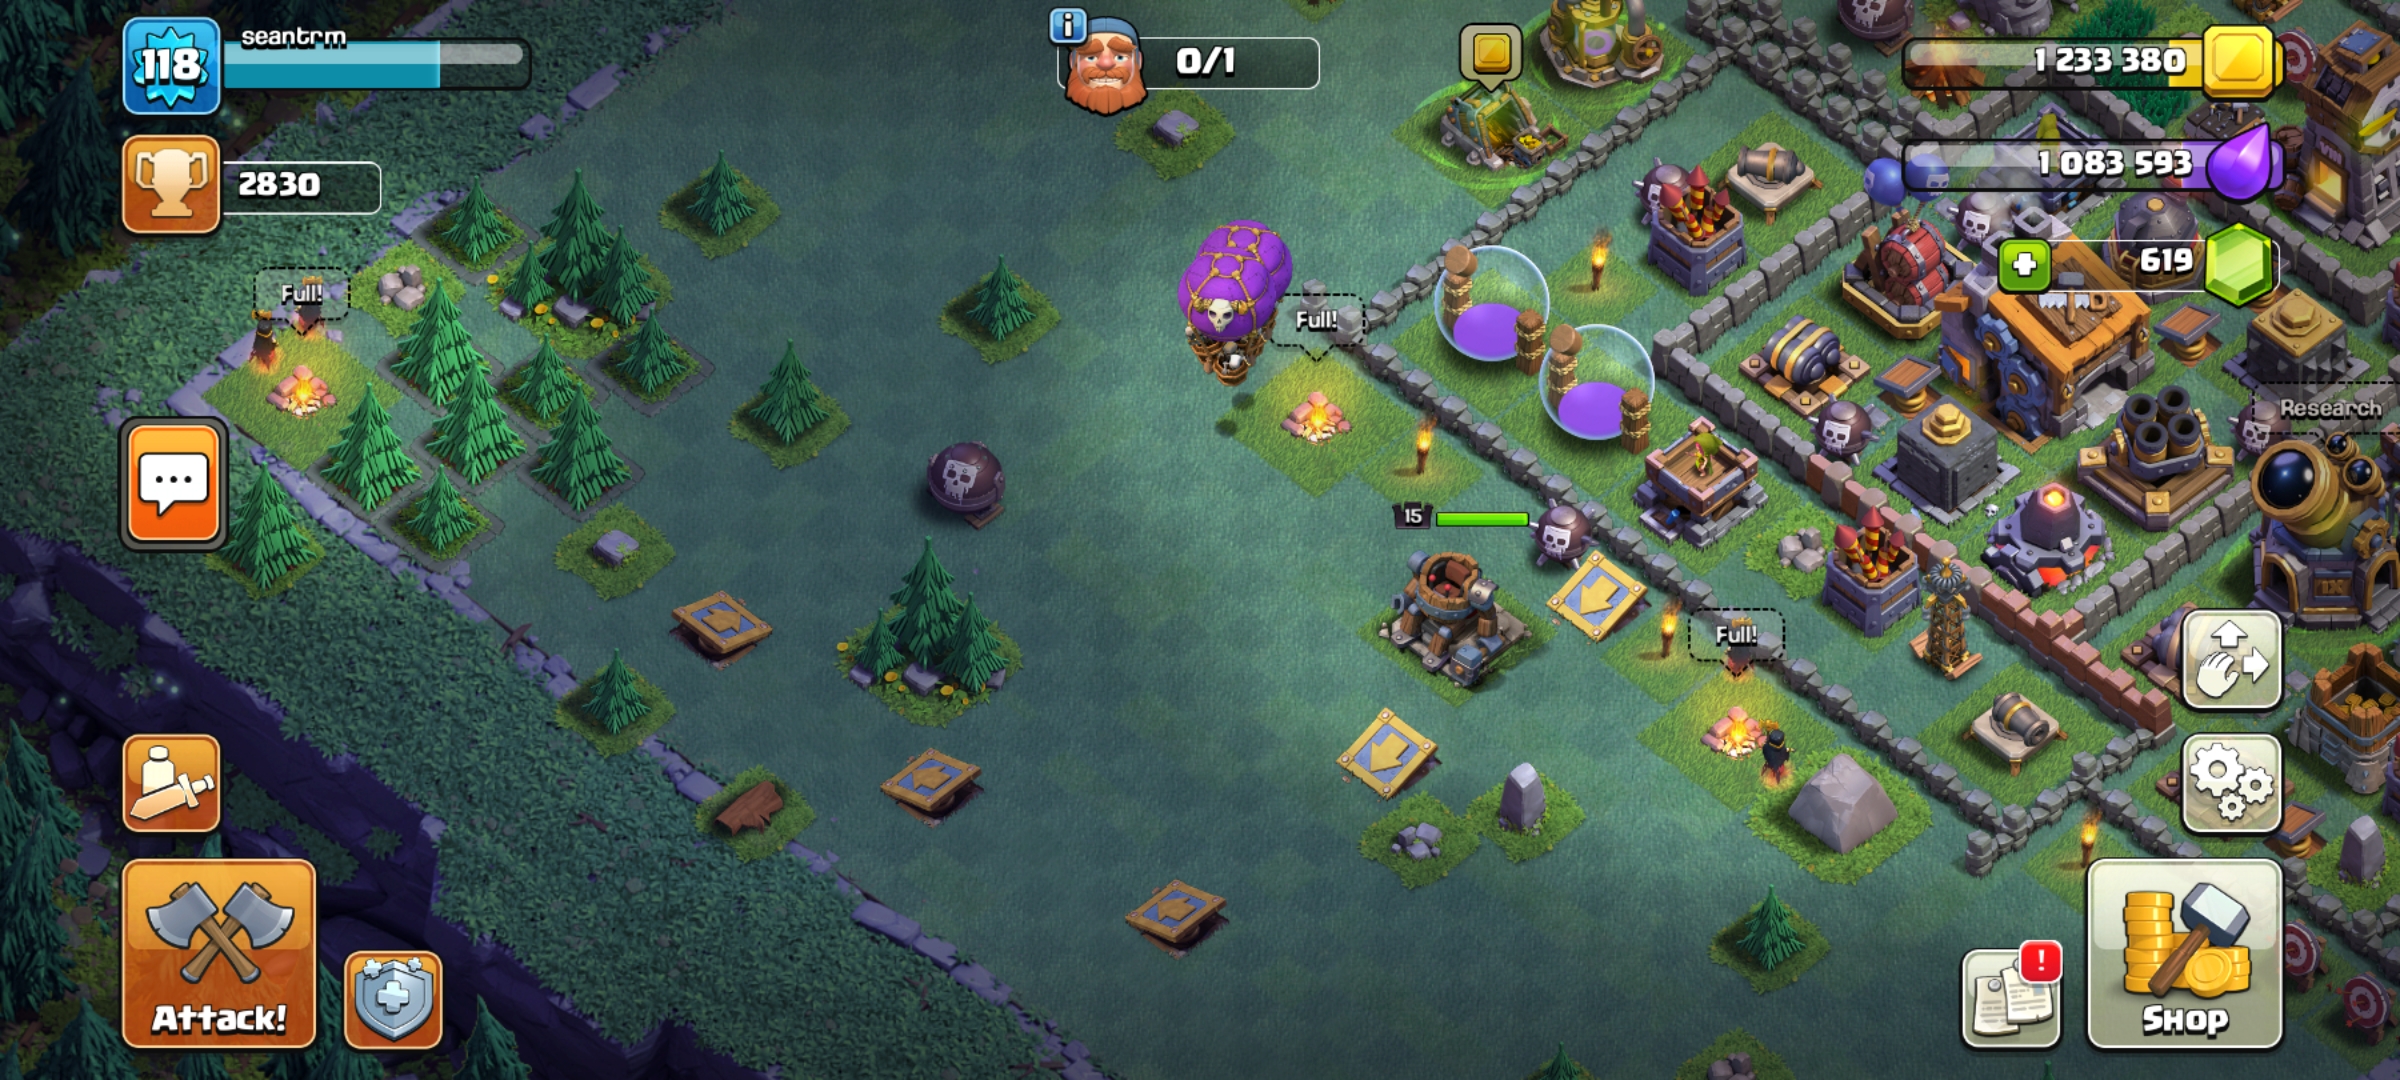 118
seantrm
i
0/1
1 233 380
2830
1 083 593
+
619
Full!
Full!
Research
15
Full!
Attack!
!
Shop